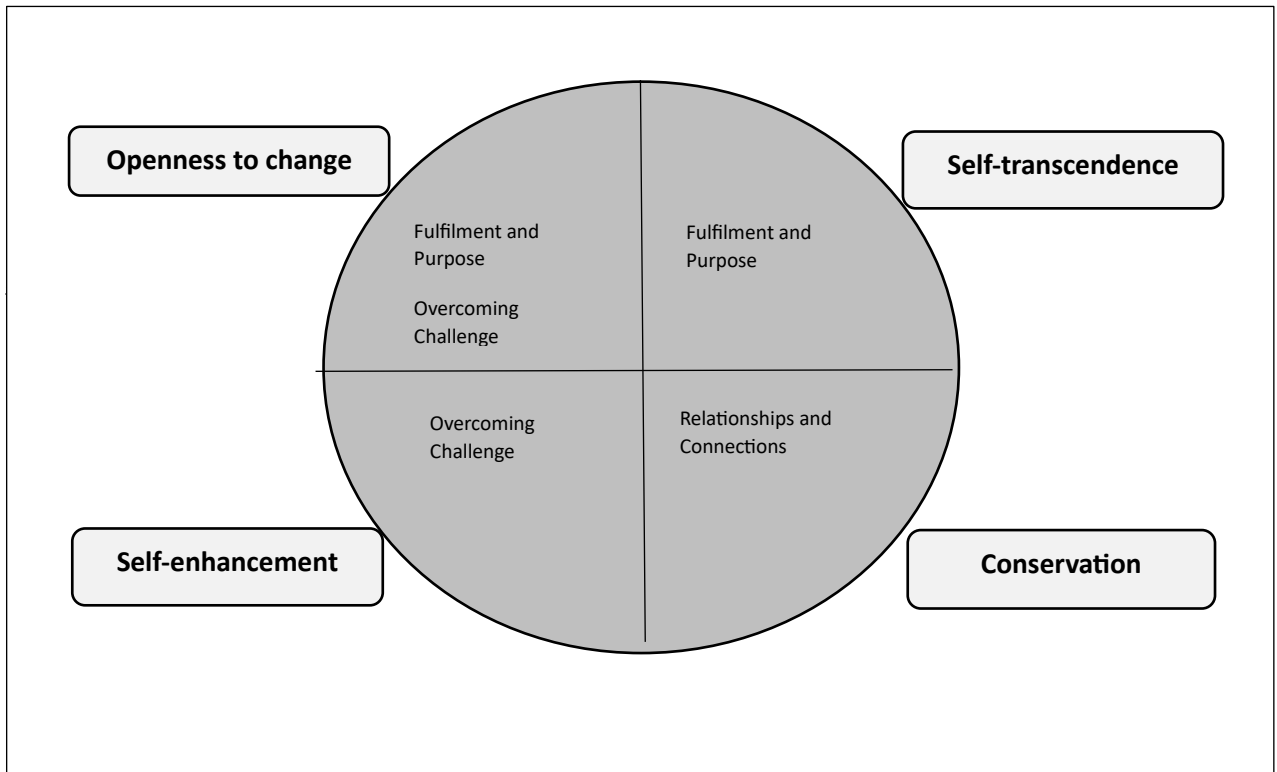 Openness to change
Self-transcendence
Fulfilment and
Purpose
Overcoming
Challenge
Fulfilment and
Purpose
Overcoming
Challenge
Relationships and
Connections
Self-enhancement
Conservation